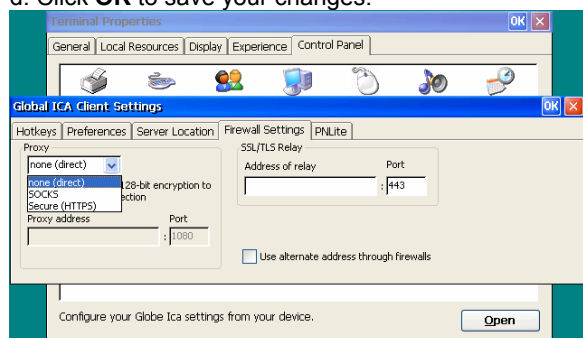 d. Click OK to save your changes.
Terminal Properties OK
General Local Resources Display Experience Control Panel
Global ICA Client Settings OK
Hotkeys Preferences Server Location Firewall Settings PNLite
Proxy
none (direct)
none (direct)
SOCKS
Secure (HTTPS)
128-bit encryption to
ection
Proxy address Port
: 1080
SSL/TLS Relay
Address of relay Port
: 443
Use alternate address through firewalls
Configure your Globe Ica settings from your device.
Open